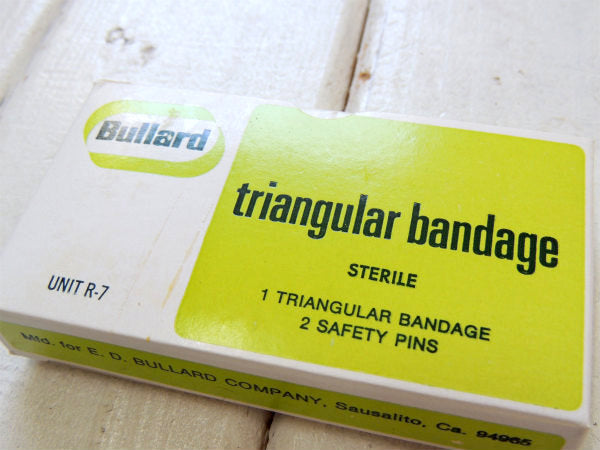 Bullard
triangular bandage
STERILE
1 TRIANGULAR BANDAGE
2 SAFETY PINS
UNIT R-7
Mfd. for E. D. BULLARD COMPANY, Sausalito, Ca. 94965